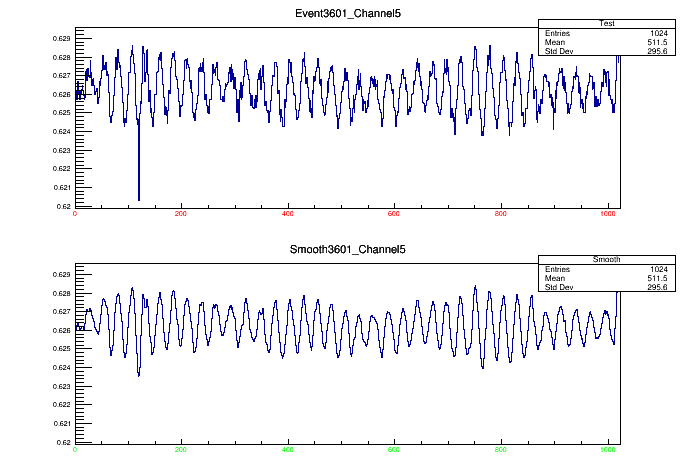 Event3601_Channel5
Test
Entries 1024
Mean 511.5
Std Dev 295.6
0.629
0.628
0.627
0.626
0.625
0.624
0.623
0.622
0.621
0.62
0 200 400 600 800 1000
Smooth3601_Channel5
Smooth
Entries 1024
Mean 511.5
Std Dev 295.6
0.629
0.628
0.627
0.626
0.625
0.624
0.623
0.622
0.621
0.62
0 200 400 600 800 1000